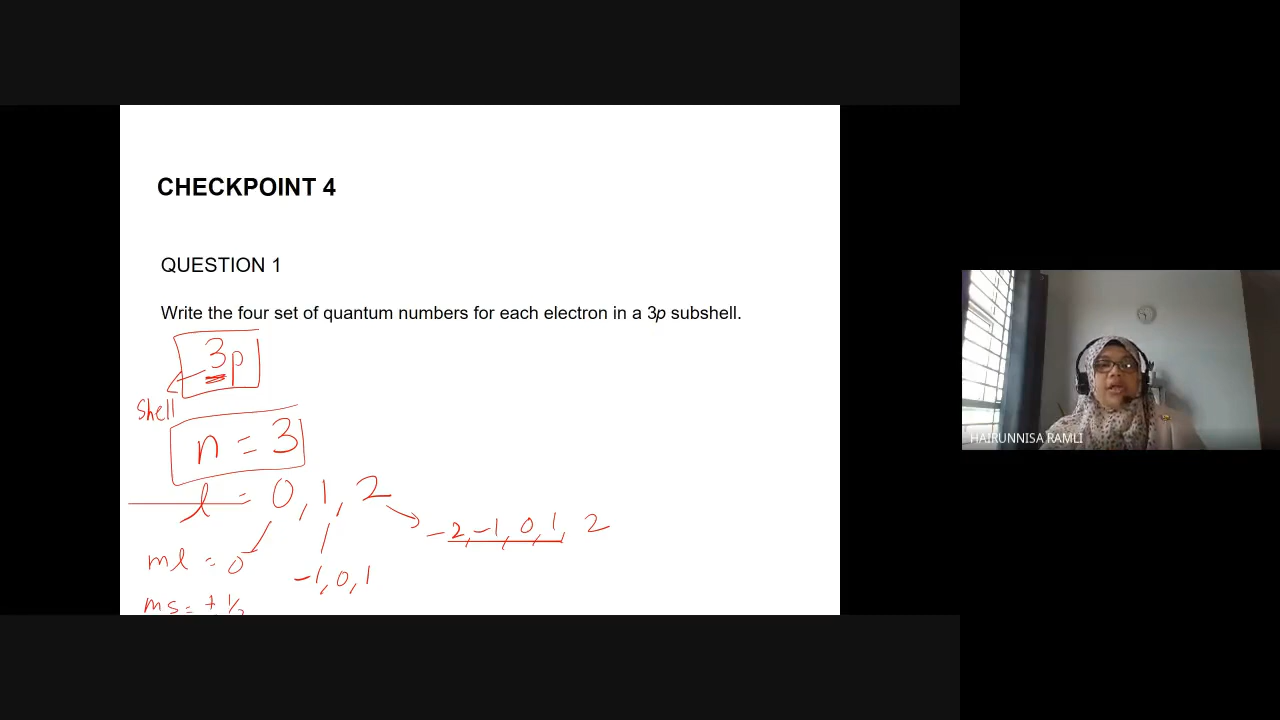 CHECKPOINT 4
QUESTION 1
Write the four set of quantum numbers for each electron in a 3p subshell.
3p
Shell
n = 3
l = 0, 1, 2
-2, -1, 0, 1, 2
ml = 0
-1, 0, 1
ms = + 1/2
HAIRUNNISA RAMLI